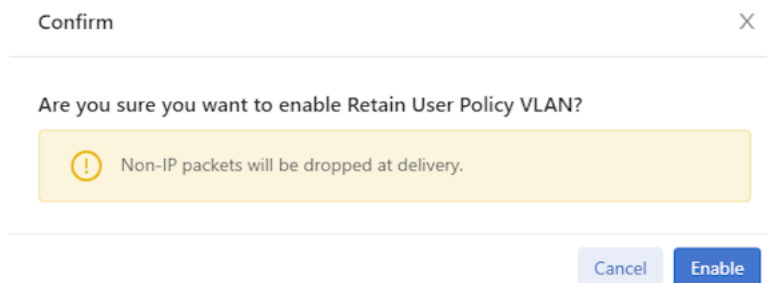 Confirm
Are you sure you want to enable Retain User Policy VLAN?
Non-IP packets will be dropped at delivery.
Cancel Enable